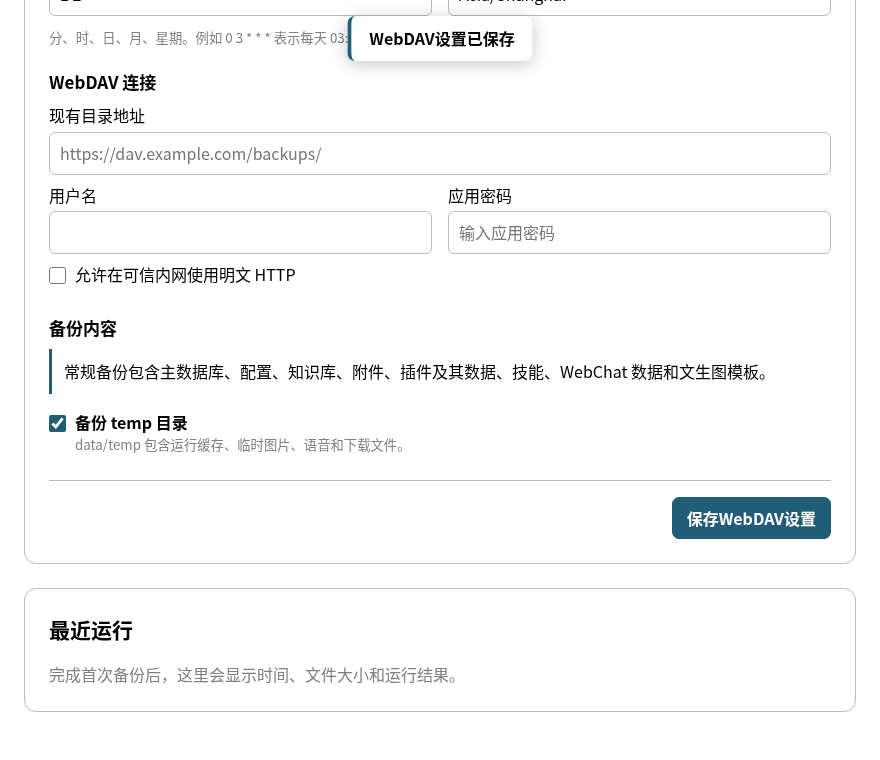 分、时、日、月、星期。例如 0 3 * * * 表示每天 03:
WebDAV设置已保存
WebDAV 连接
现有目录地址
https://dav.example.com/backups/
用户名
应用密码
输入应用密码
允许在可信内网使用明文 HTTP
备份内容
常规备份包含主数据库、配置、知识库、附件、插件及其数据、技能、WebChat 数据和文生图模板。
备份 temp 目录
data/temp 包含运行缓存、临时图片、语音和下载文件。
保存WebDAV设置
最近运行
完成首次备份后，这里会显示时间、文件大小和运行结果。